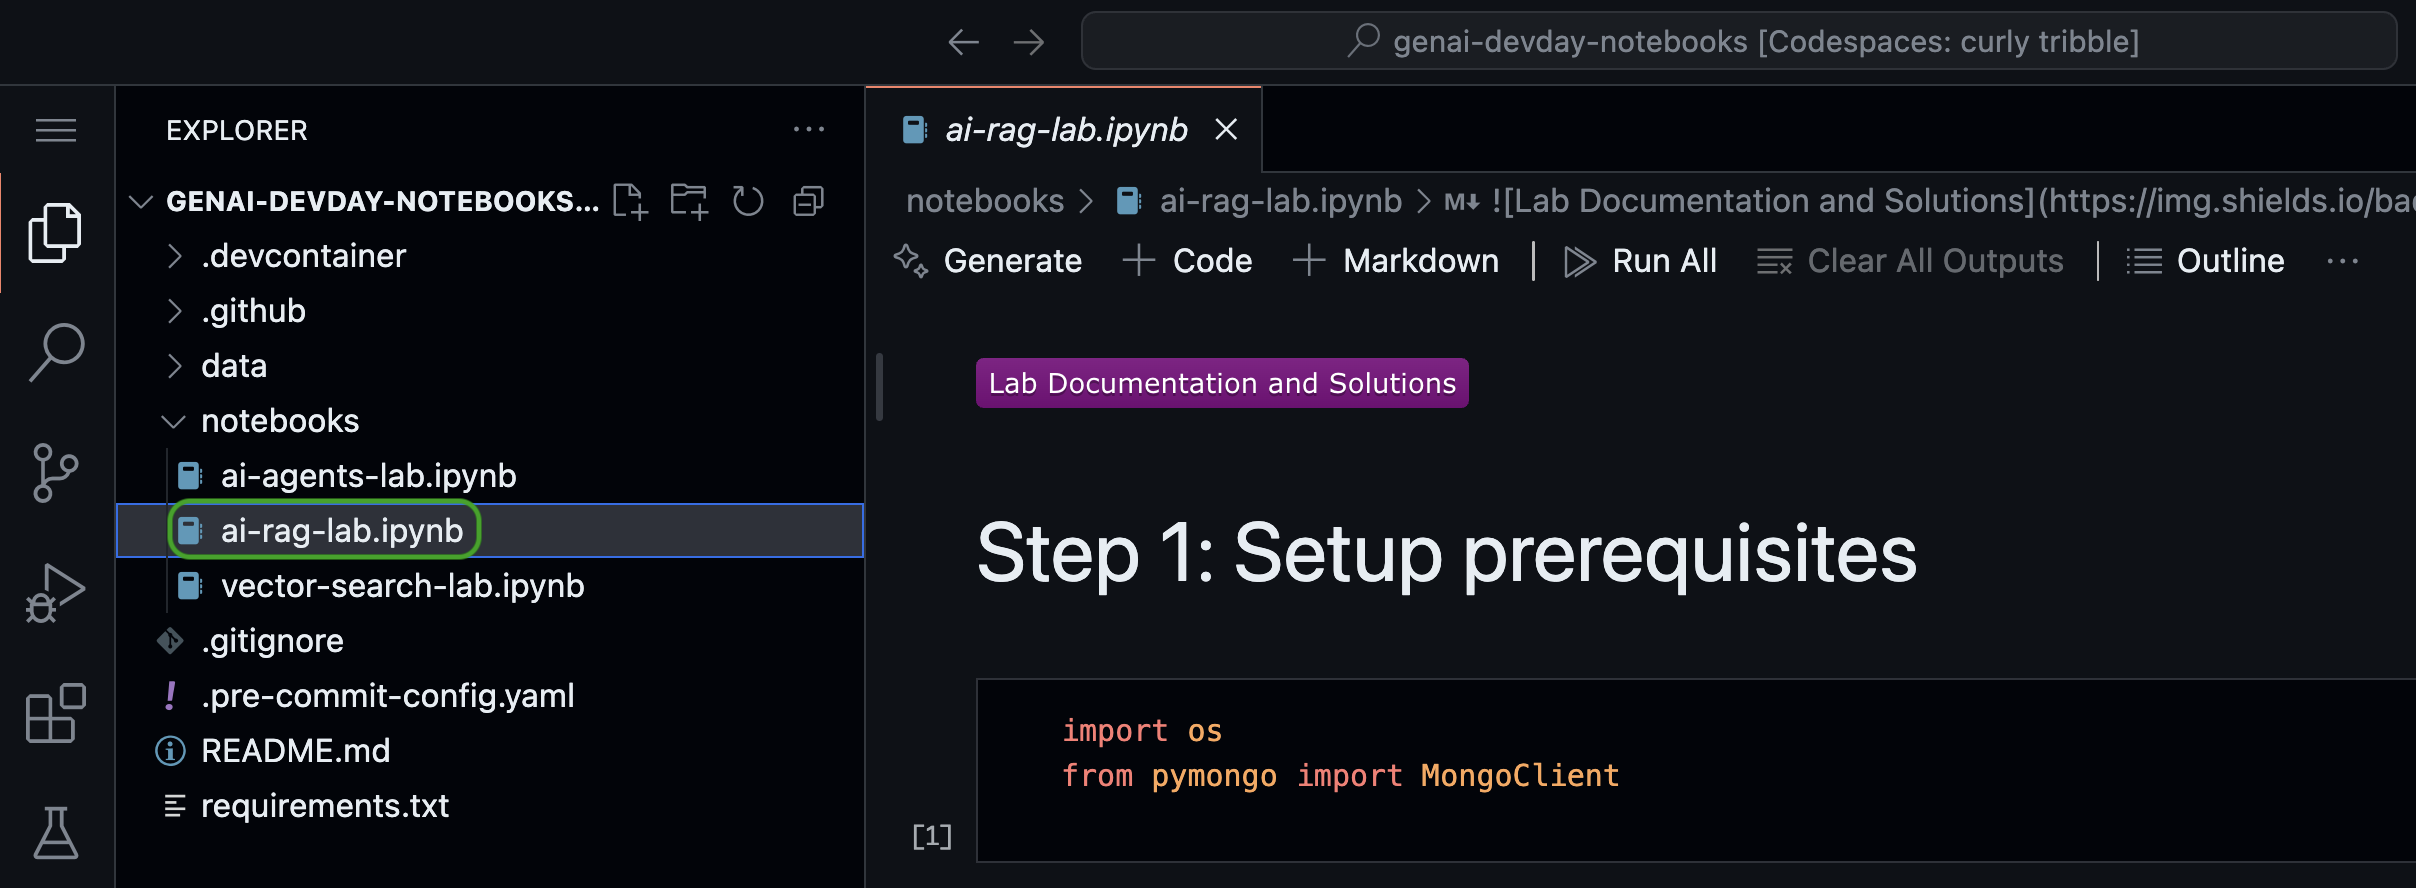 genai-devday-notebooks [Codespaces: curly tribble]
EXPLORER
GENAI-DEVDAY-NOTEBOOKS...
.devcontainer
.github
data
notebooks
ai-agents-lab.ipynb
ai-rag-lab.ipynb
vector-search-lab.ipynb
.gitignore
.pre-commit-config.yaml
README.md
requirements.txt
ai-rag-lab.ipynb
notebooks > ai-rag-lab.ipynb > M↓ ![Lab Documentation and Solutions](https://img.shields.io/bad
Generate + Code + Markdown | Run All Clear All Outputs | Outline ...
Lab Documentation and Solutions
Step 1: Setup prerequisites
import os
from pymongo import MongoClient
[1]